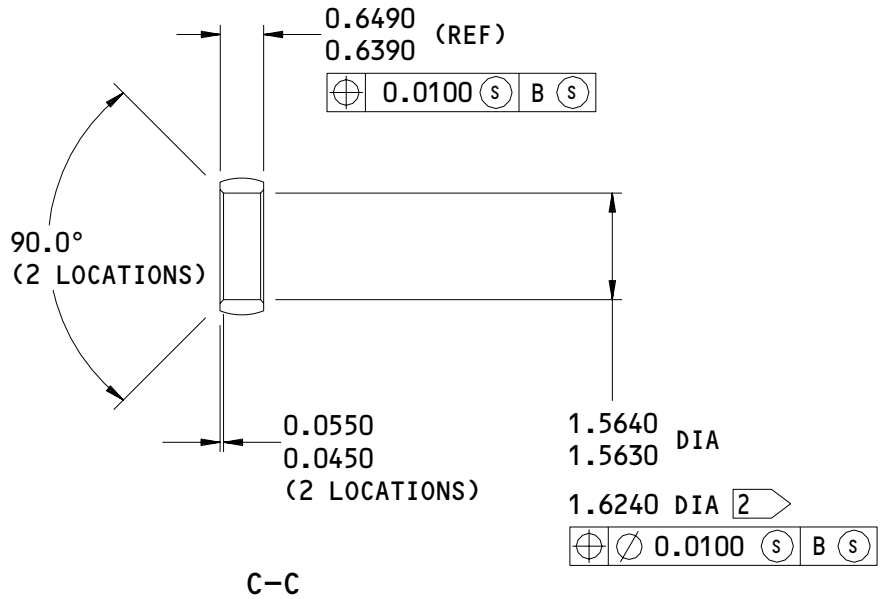 0.6490
0.6390 (REF)
⌖ 0.0100 Ⓢ B Ⓢ
90.0°
(2 LOCATIONS)
0.0550
0.0450
(2 LOCATIONS)
1.5640
1.5630 DIA
1.6240 DIA 2
⌖ ⌀ 0.0100 Ⓢ B Ⓢ
C-C